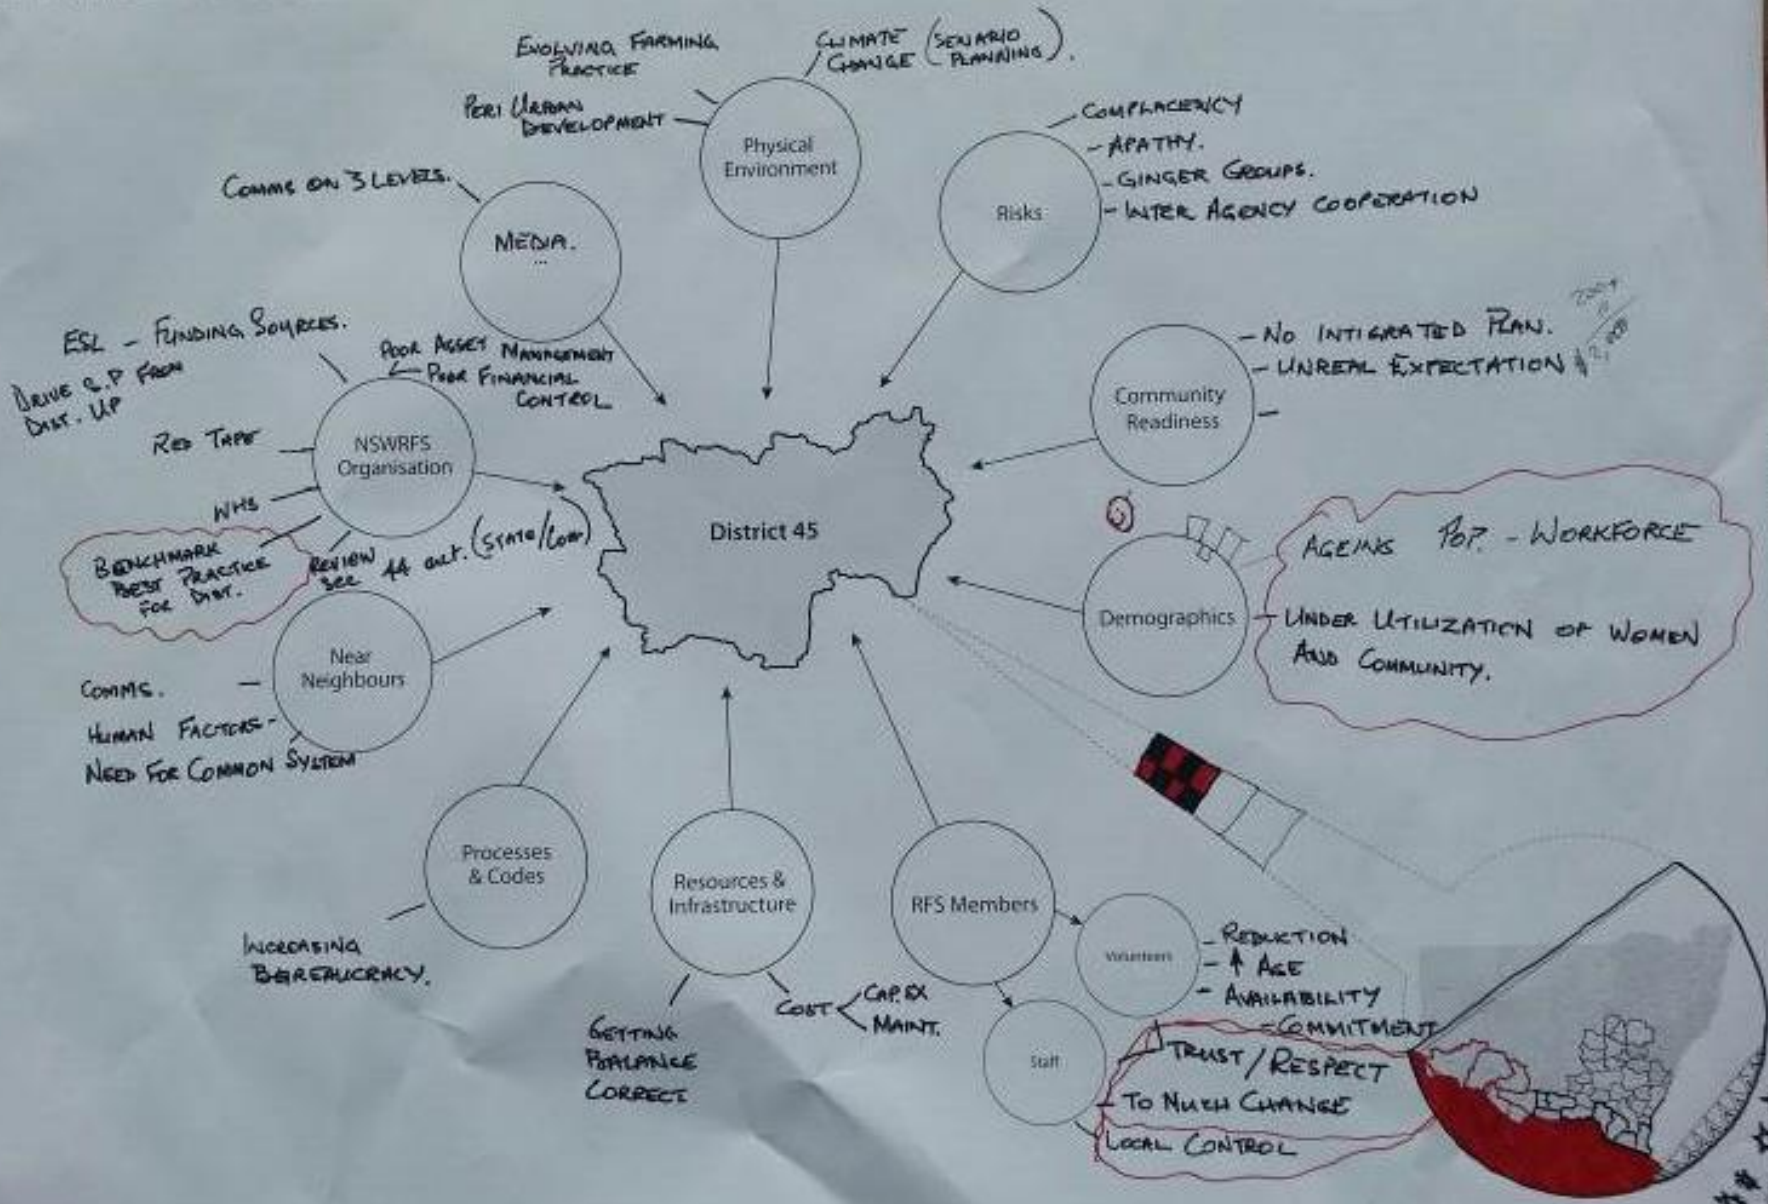 EVOLVING FARMING
PRACTICE
CLIMATE (SENARIO
CHANGE PLANNING).
PERI URBAN
DEVELOPMENT
Physical
Environment
COMPLACENCY
- APATHY.
- GINGER GROUPS.
- INTER AGENCY COOPERATION
Risks
COMMS ON 3 LEVELS.
MEDIA.
...
ESL - FUNDING SOURCES.
DRIVE S.P FROM
DIST. UP
POOR ASSET MANAGEMENT
POOR FINANCIAL
CONTROL
RED TAPE
NSWRFS
Organisation
WHS
BENCHMARK
BEST PRACTICE
FOR DIST.
REVIEW
SEC 44 (STATE/
- NO INTIGRATED PLAN.
- UNREAL EXPECTATION
Community
Readiness
District 45
AGEING POP. - WORKFORCE
Demographics
- UNDER UTILIZATION OF WOMEN
AND COMMUNITY.
Near
Neighbours
COMMS. -
HUMAN FACTORS -
NEED FOR COMMON SYSTEM
Processes
& Codes
INCREASING
BEREAUCRACY.
Resources &
Infrastructure
GETTING
BALANCE
CORRECT
COST < CAP.EX
MAINT.
RFS Members
Volunteers
- REDUCTION
- ↑ AGE
- AVAILABILITY
- COMMITMENT
Staff
TRUST/RESPECT
- TO MUCH CHANGE
LOCAL CONTROL